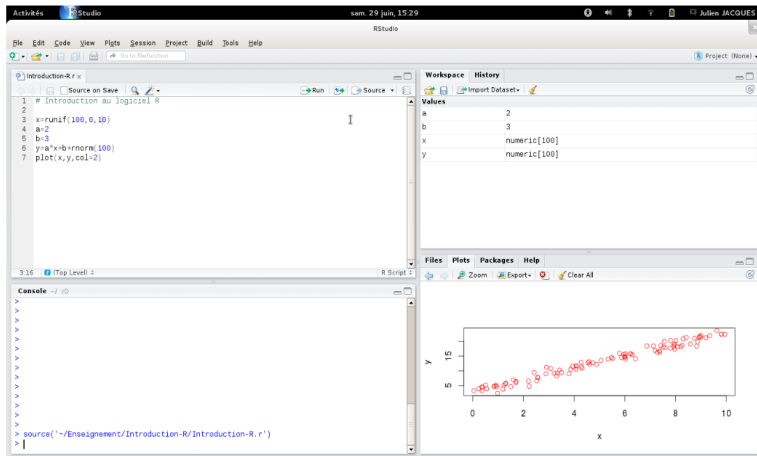 Activités RStudio sam. 29 juin, 15:29 Julien JACQUES
RStudio
File Edit Code View Plots Session Project Build Tools Help
Go to file/function Project: (None)
Introduction-R.r
Source on Save Run Source
1 # Introduction au logiciel R
2
3 x=runif(100,0,10)
4 a=2
5 b=3
6 y=a*x+b+rnorm(100)
7 plot(x,y,col=2)
3:16 (Top Level) R Script
Console ~/
>
>
>
>
>
>
>
>
>
>
>
>
>
> source('~/Enseignement/Introduction-R/Introduction-R.r')
>
Workspace History
Import Dataset
Values
a 2
b 3
x numeric[100]
y numeric[100]
Files Plots Packages Help
Zoom Export Clear All
y
15
5
0 2 4 6 8 10
x